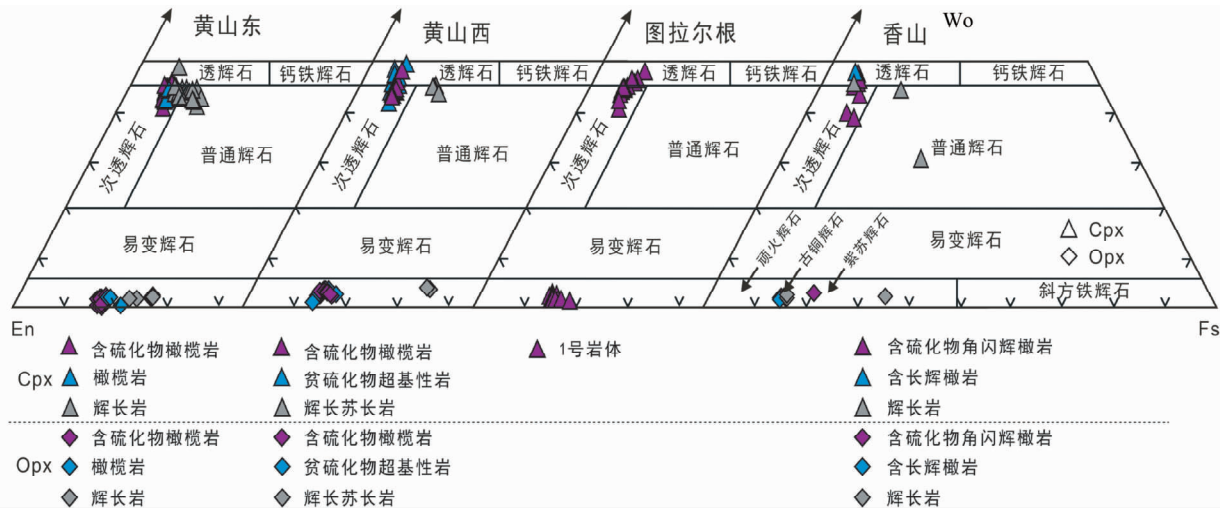 黄山东 黄山西 图拉尔根 香山 Wo
透辉石 钙铁辉石 透辉石 钙铁辉石 透辉石 钙铁辉石 透辉石 钙铁辉石
次透辉石 普通辉石 次透辉石 普通辉石 次透辉石 普通辉石 次透辉石 普通辉石
易变辉石 易变辉石 易变辉石 顽火辉石 古铜辉石 紫苏辉石 易变辉石
Cpx
Opx
斜方铁辉石
En Fs
含硫化物橄榄岩 含硫化物橄榄岩 1号岩体 含硫化物角闪辉橄岩
Cpx 橄榄岩 贫硫化物超基性岩 含长辉橄岩
辉长岩 辉长苏长岩 辉长岩
含硫化物橄榄岩 含硫化物橄榄岩 含硫化物角闪辉橄岩
Opx 橄榄岩 贫硫化物超基性岩 含长辉橄岩
辉长岩 辉长苏长岩 辉长岩